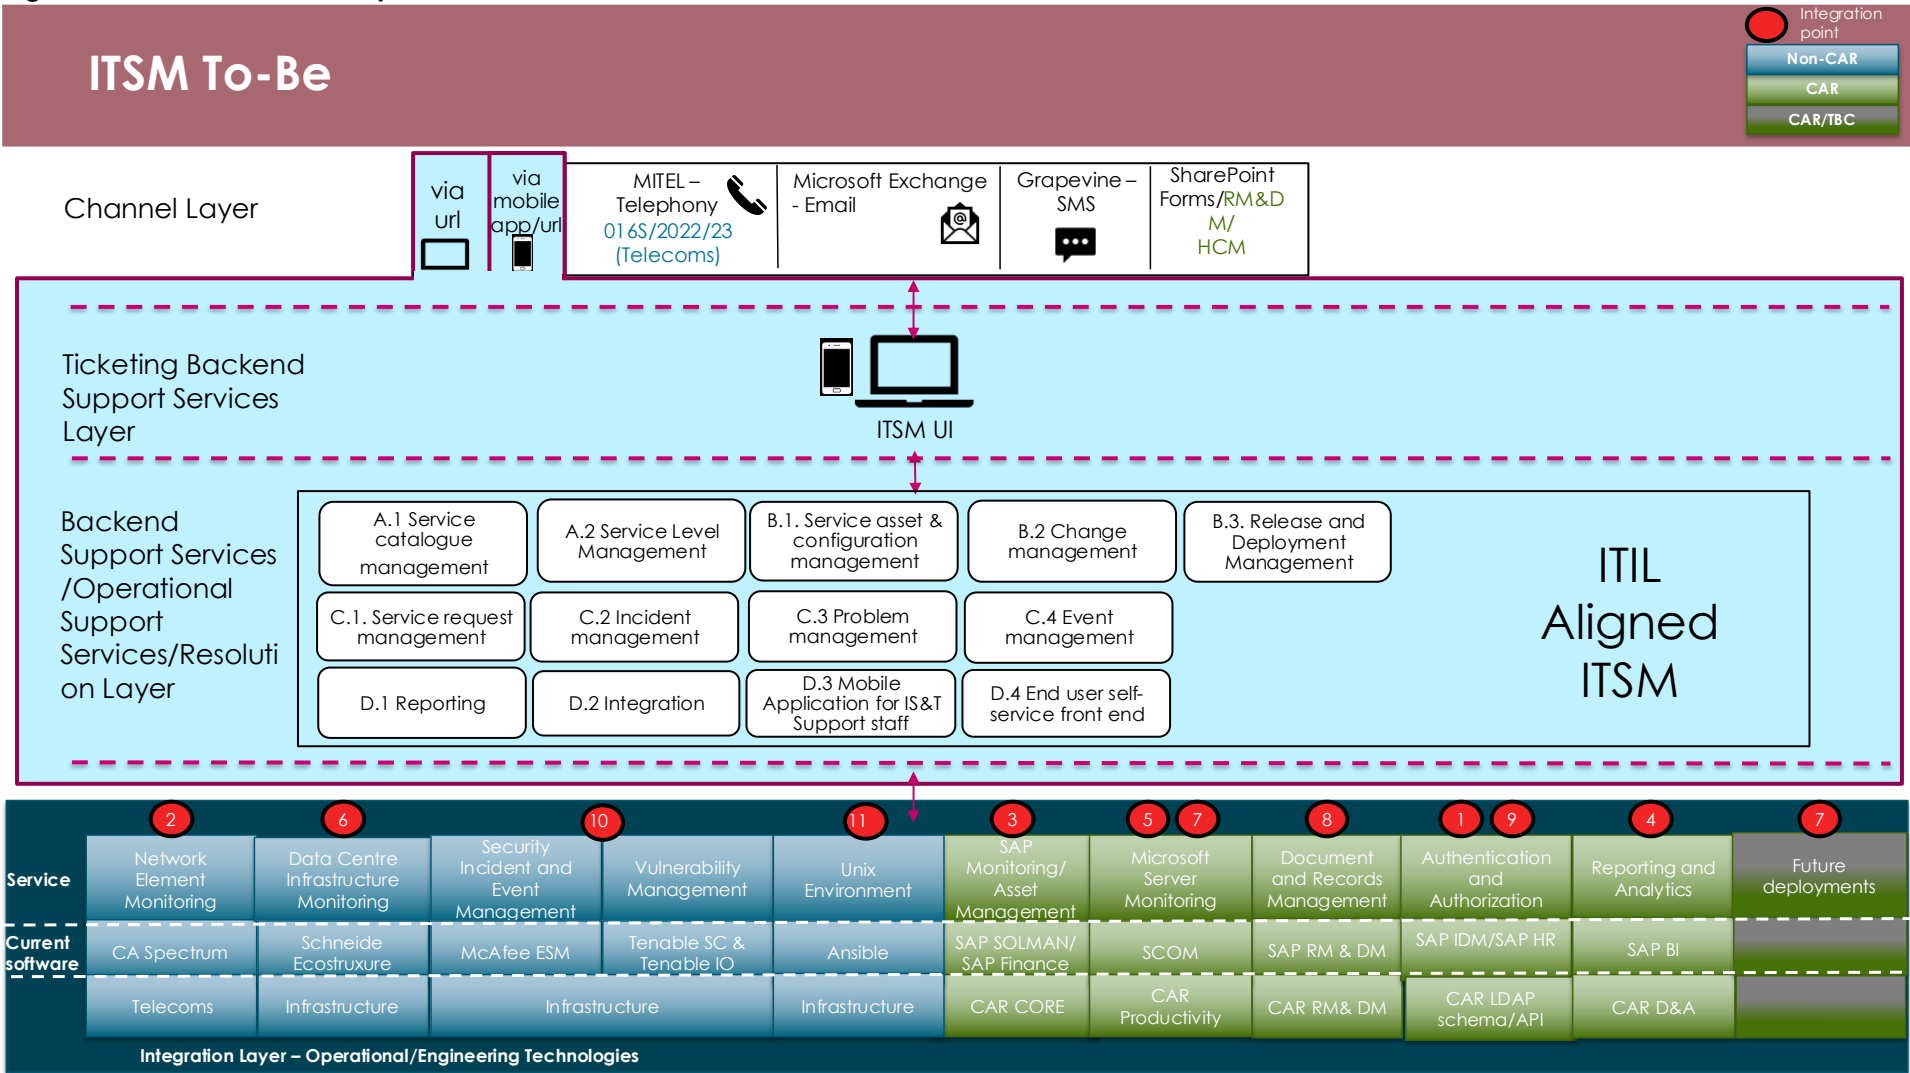 ITSM To-Be
Integration
point
Non-CAR
CAR
CAR/TBC
Channel Layer
via
url
via
mobile
app/url
MITEL –
Telephony
016S/2022/23
(Telecoms)
Microsoft Exchange
- Email
Grapevine –
SMS
SharePoint
Forms/RM&D
M/
HCM
Ticketing Backend
Support Services
Layer
ITSM UI
Backend
Support Services
/Operational
Support
Services/Resoluti
on Layer
A.1 Service
catalogue
management
A.2 Service Level
Management
B.1. Service asset &
configuration
management
B.2 Change
management
B.3. Release and
Deployment
Management
C.1. Service request
management
C.2 Incident
management
C.3 Problem
management
C.4 Event
management
D.1 Reporting
D.2 Integration
D.3 Mobile
Application for IS&T
Support staff
D.4 End user self-
service front end
ITIL
Aligned
ITSM
2
6
10
11
3
5
7
8
1
9
4
7
Service
Network
Element
Monitoring
Data Centre
Infrastructure
Monitoring
Security
Incident and
Event
Management
Vulnerability
Management
Unix
Environment
SAP
Monitoring/
Asset
Management
Microsoft
Server
Monitoring
Document
and Records
Management
Authentication
and
Authorization
Reporting and
Analytics
Future
deployments
Current
software
CA Spectrum
Schneide
Ecostruxure
McAfee ESM
Tenable SC &
Tenable IO
Ansible
SAP SOLMAN/
SAP Finance
SCOM
SAP RM & DM
SAP IDM/SAP HR
SAP BI
Telecoms
Infrastructure
Infrastructure
Infrastructure
CAR CORE
CAR
Productivity
CAR RM& DM
CAR LDAP
schema/API
CAR D&A
Integration Layer – Operational/Engineering Technologies